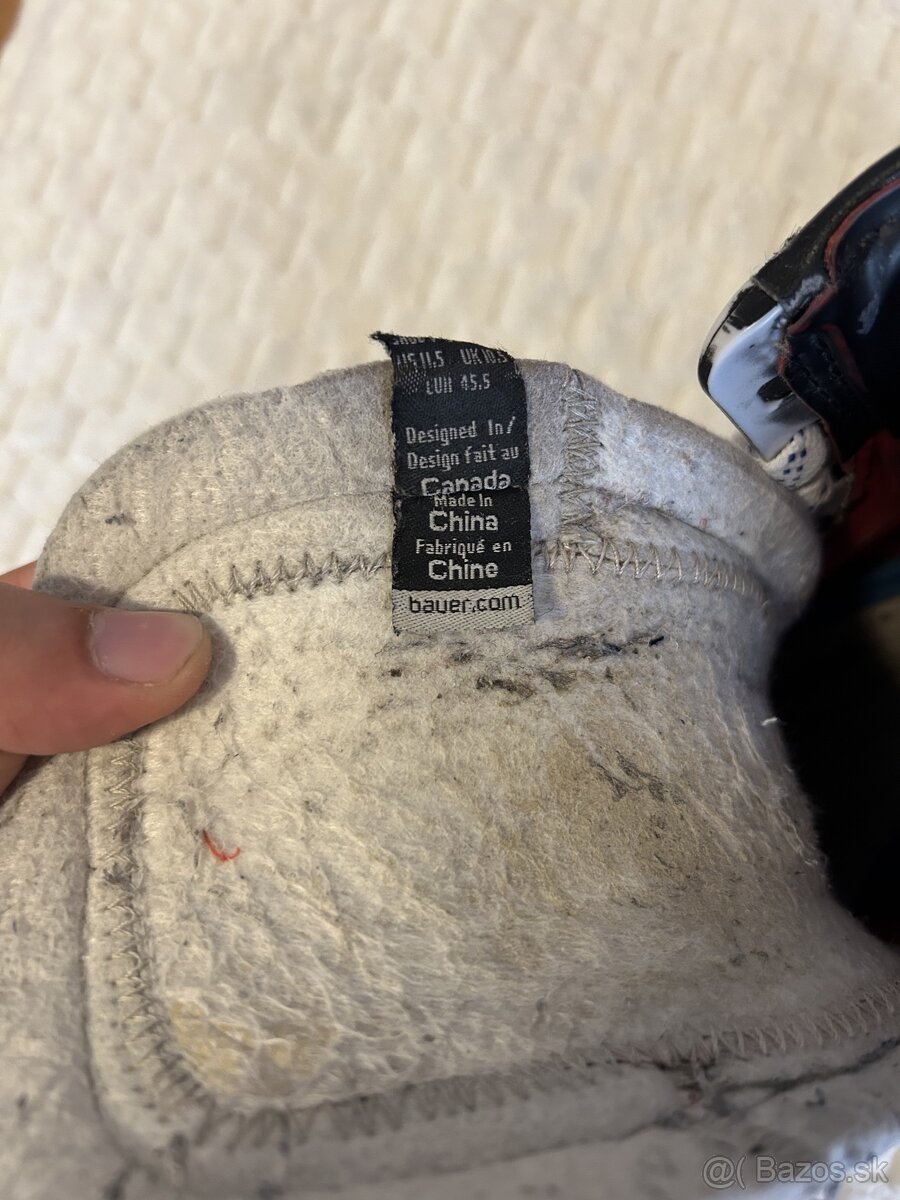 US 11.5 UK 10.5
EUR 45.5
Designed In/
Design fait au
Canada
Made In
China
Fabriqué en
Chine
bauer.com
@( Bazos.sk